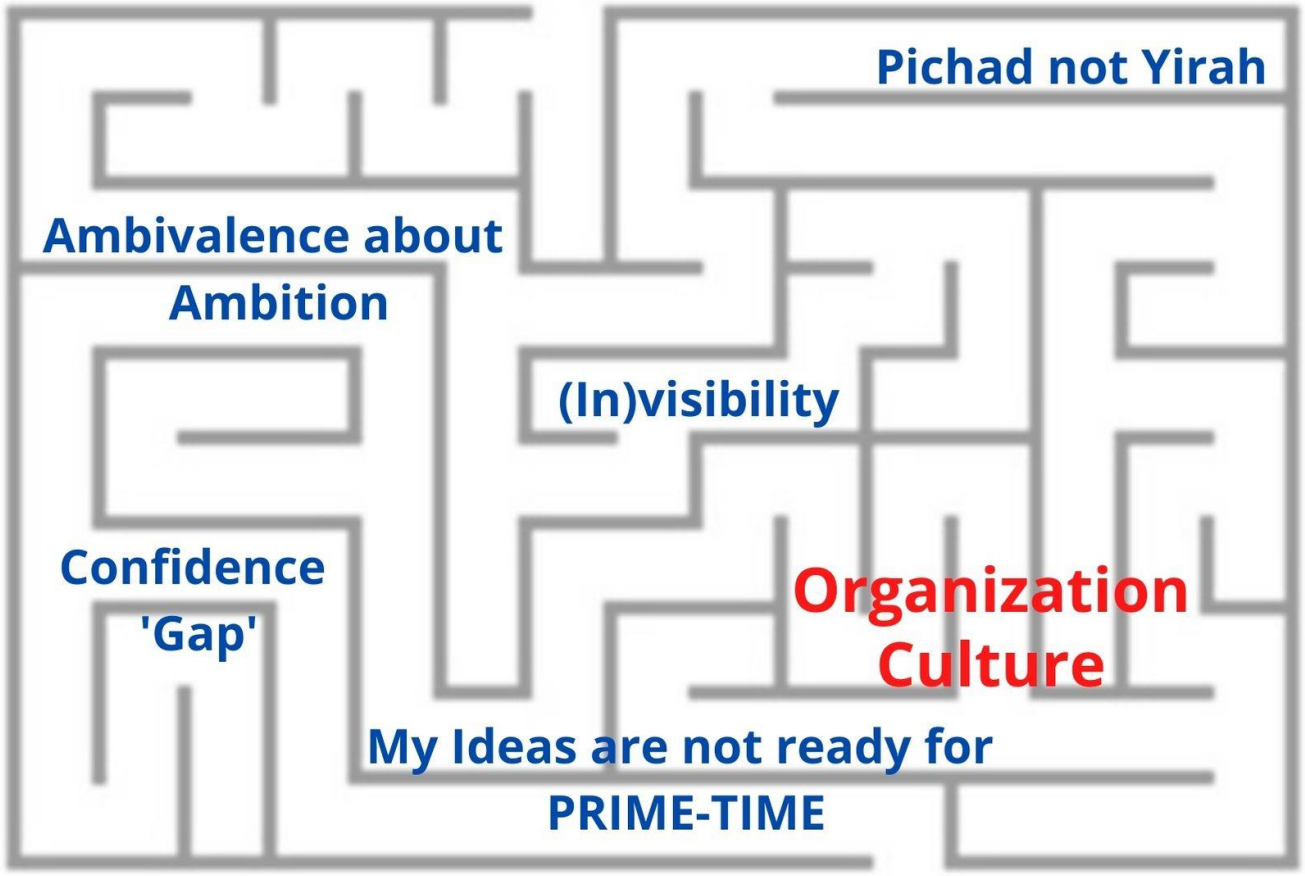 Pichad not Yirah
Ambivalence about
Ambition
(In)visibility
Confidence
'Gap'
Organization
Culture
My Ideas are not ready for
PRIME-TIME